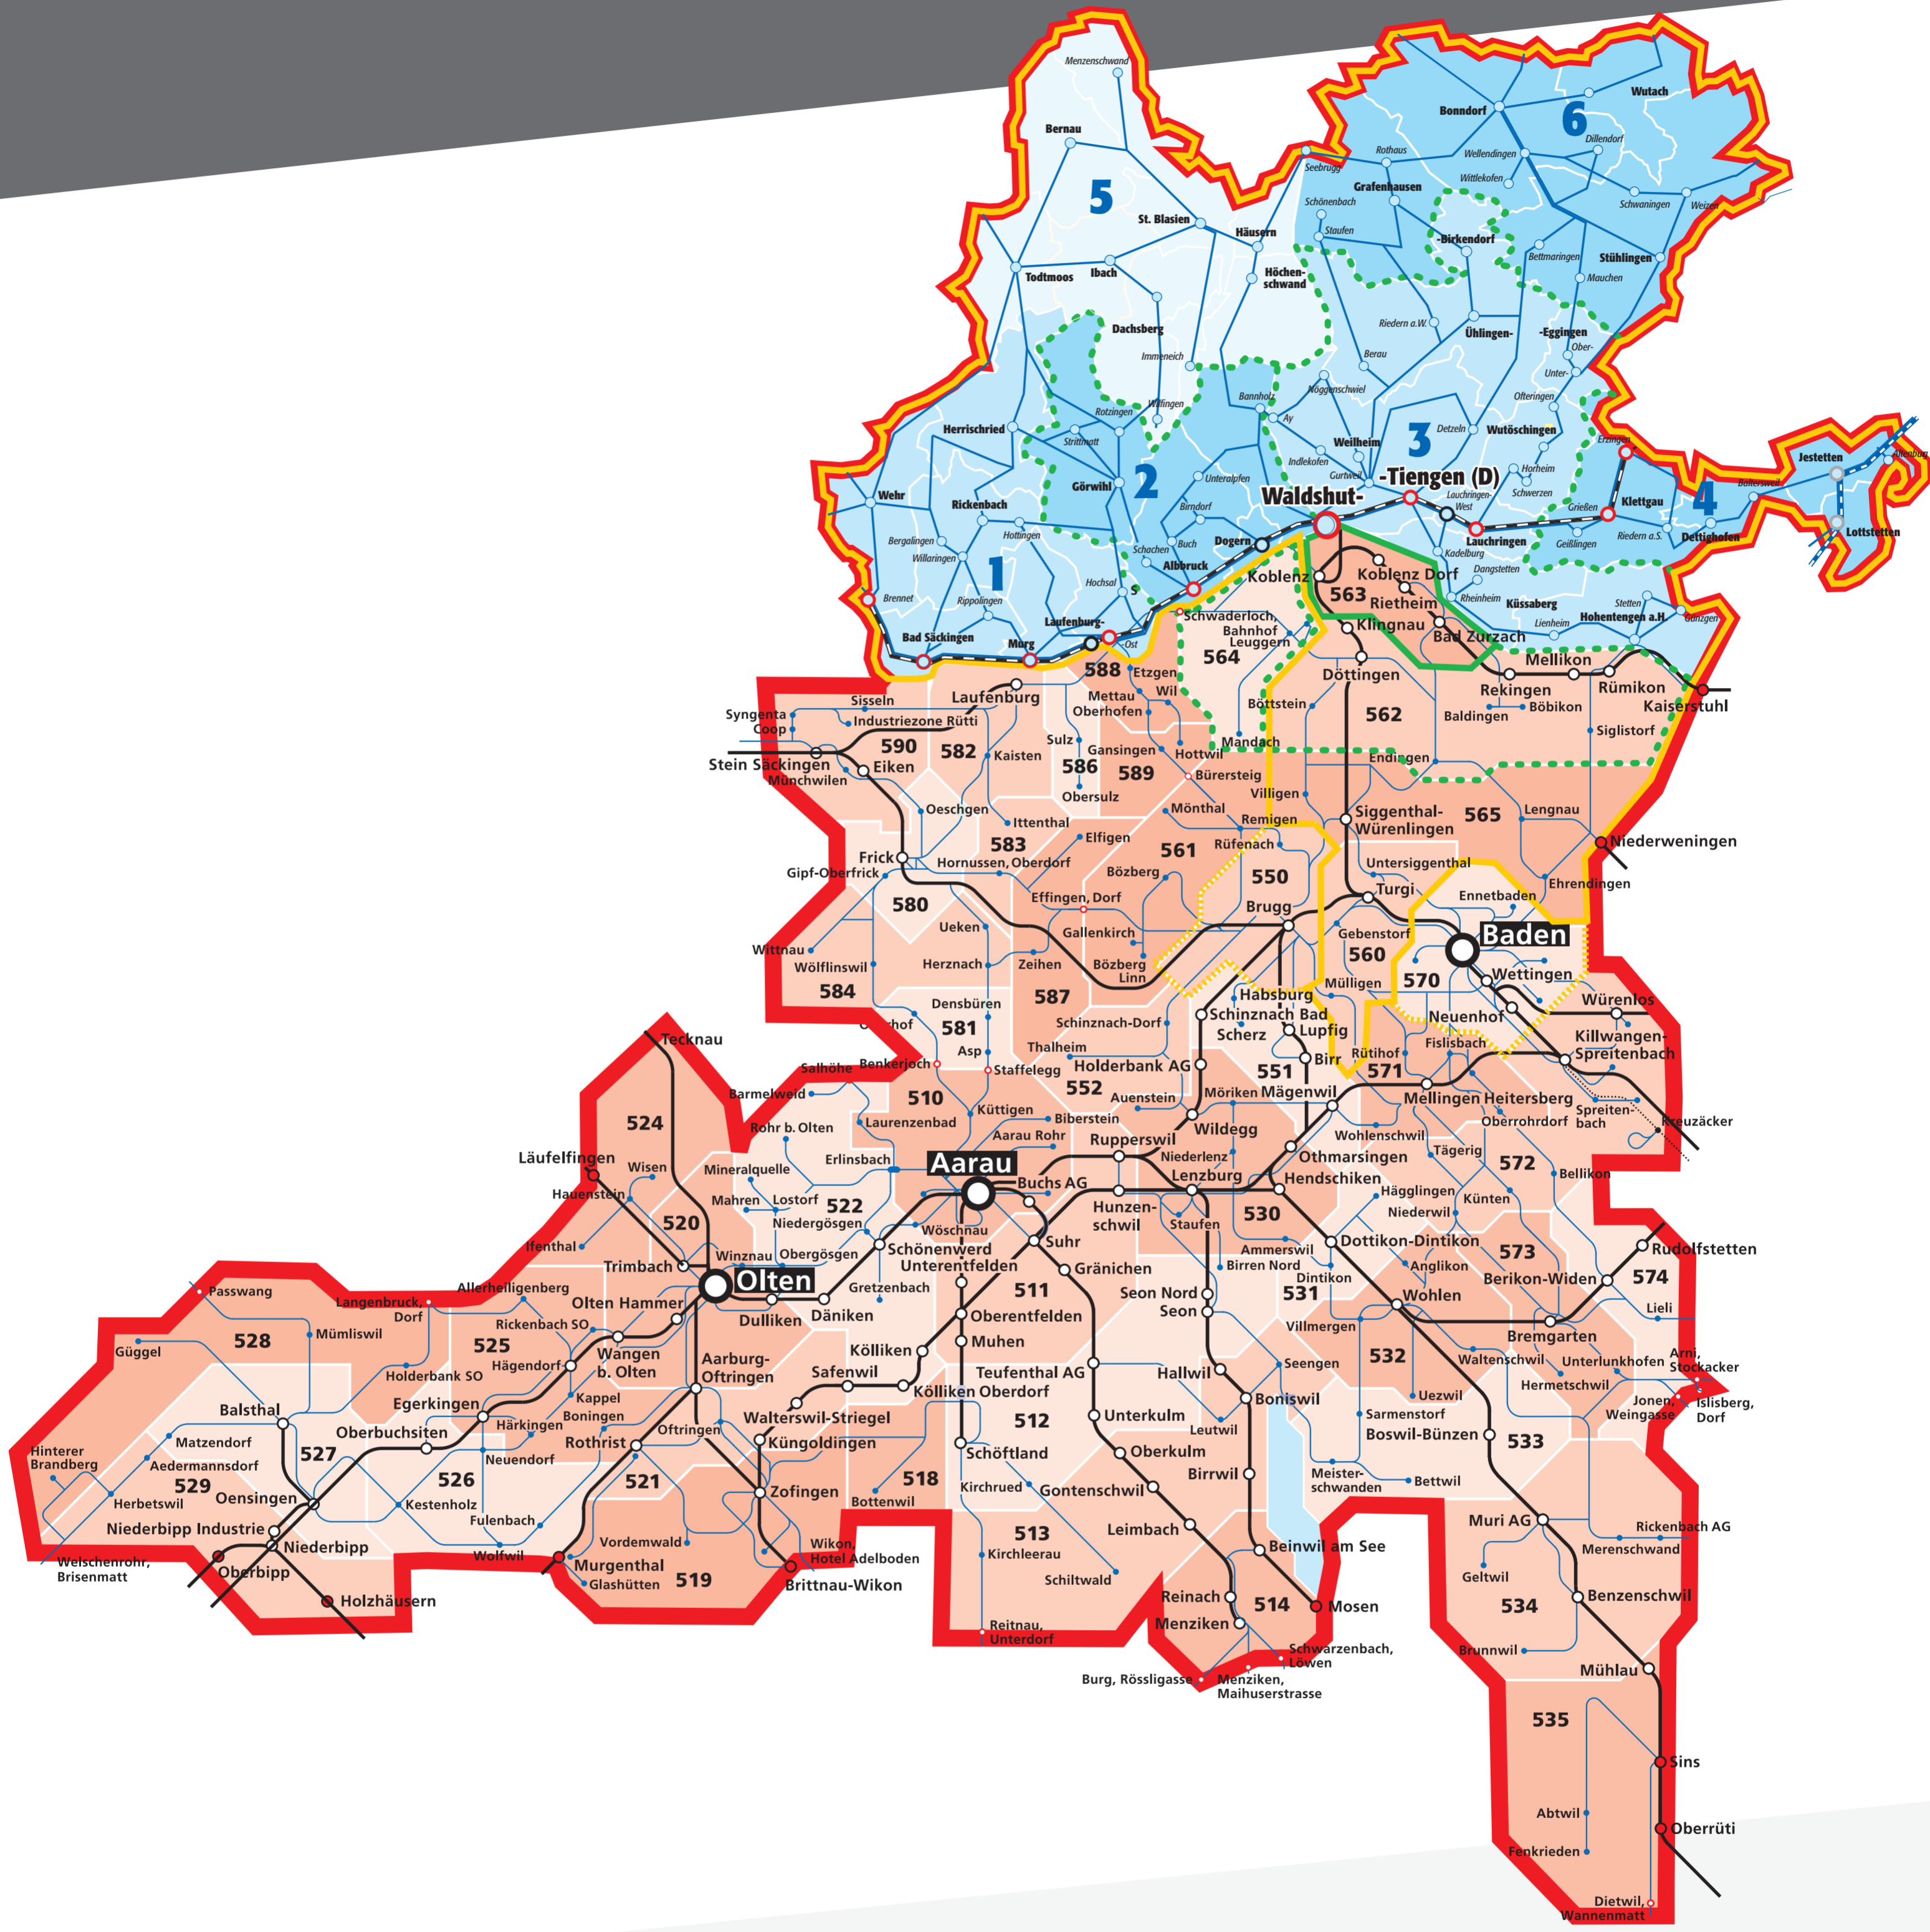 Menzenschwand
Bernau
5
St. Blasien
Häusern
Todtmoos
Ibach
Höchen-
schwand
Dachsberg
Immeneich
Wilfingen
Seebrugg
Rothaus
Grafenhausen
Schönenbach
Staufen
-Birkendorf
Riedern a.W.
Ühlingen-
Berau
Bonndorf
6
Wutach
Dillendorf
Wellendingen
Wittlekofen
Schwaningen
Weizen
Bettmaringen
Stühlingen
Mauchen
-Eggingen
Ober-
Unter-
Ofteringen
Nöggenschwiel
Bannholz
Ay
Weilheim
3
Detzeln
Wutöschingen
Indlekofen
Gurtweil
Horheim
Schwerzen
Erzingen
Herrischried
Rotzingen
Strittmatt
2
Görwihl
Unteralpfen
Birndorf
Wehr
Rickenbach
Hottingen
Bergalingen
Willaringen
1
Rippolingen
Hochsal
S
Schachen
Buch
Dogern
Albbruck
Brennet
Bad Säckingen
Murg
Laufenburg-
-Ost
Waldshut-
-Tiengen (D)
Lauchringen-
West
Lauchringen
Grießen
Klettgau
4
Baltersweil
Jestetten
Altenburg
Lottstetten
Geißlingen
Riedern a.S.
Dettighofen
Kadelburg
Dangstetten
Rheinheim
Küssaberg
Lienheim
Stetten
Hohentengen a.H.
Günzgen
Koblenz
Koblenz Dorf
563
Rietheim
Klingnau
Bad Zurzach
Döttingen
Mellikon
Rekingen
Rümikon
Kaiserstuhl
Schwaderloch,
Bahnhof
Leuggern
564
588
Etzgen
Mettau
Wil
Oberhofen
Böttstein
562
Baldingen
Böbikon
Siglistorf
Mandach
Endingen
Sisseln
Laufenburg
Syngenta
Coop
Industriezone Rütti
590
582
Sulz
Gansingen
Hottwil
Stein Säckingen
Eiken
Kaisten
586
589
Münchwilen
Bürersteig
Obersulz
Villigen
Oeschgen
Mönthal
Remigen
Siggenthal-
Würenlingen
565
Lengnau
Ittenthal
Elfigen
583
561
Rüfenach
Niederweningen
Frick
Hornussen, Oberdorf
Untersiggenthal
Gipf-Oberfrick
Bözberg
550
Turgi
Ehrendingen
Ennetbaden
580
Effingen, Dorf
Brugg
Ueken
Gallenkirch
Gebenstorf
Baden
Wittnau
560
Wölflinswil
Herznach
Zeihen
Bözberg
Linn
570
Wettingen
584
587
Mülligen
Densbüren
Habsburg
Würenlos
581
Schinznach Bad
Neuenhof
Schinznach-Dorf
Scherz
Lupfig
Killwangen-
Spreitenbach
Asp
Thalheim
Birr
Rütihof
Fislisbach
Benkerjoch
Salhöhe
Staffelegg
Holderbank AG
551
571
552
Barmelweid
510
Auenstein
Möriken
Mägenwil
Mellingen Heitersberg
Tecknau
Küttigen
Biberstein
Spreiten-
bach
Kreuzäcker
524
Laurenzenbad
Wildegg
Oberrohrdorf
Rohr b. Olten
Aarau Rohr
Rupperswil
Wohlenschwil
Tägerig
572
Läufelfingen
Wisen
Mineralquelle
Erlinsbach
Aarau
Niederlenz
Othmarsingen
Bellikon
Hauenstein
Buchs AG
Lenzburg
Hendschiken
Mahren
Lostorf
522
Hunzen-
schwil
Hägglingen
Künten
520
Niedergösgen
Wöschnau
Staufen
530
Niederwil
Ifenthal
Suhr
Dottikon-Dintikon
573
Rudolfstetten
Trimbach
Winznau
Obergösgen
Schönenwerd
Unterentfelden
Ammerswil
Birren Nord
Gränichen
Dintikon
Anglikon
Berikon-Widen
574
Passwang
Allerheiligenberg
Olten
Gretzenbach
511
Seon Nord
531
Wohlen
Lieli
Langenbruck,
Dorf
Olten Hammer
Dulliken
Däniken
Oberentfelden
Seon
Villmergen
Bremgarten
528
Mümliswil
Rickenbach SO
Güggel
525
Hägendorf
Wangen
b. Olten
Muhen
Kölliken
532
Waltenschwil
Unterlunkhofen
Arni,
Stockacker
Holderbank SO
Aarburg-
Oftringen
Safenwil
Teufenthal AG
Hallwil
Seengen
Hermetschwil
Kappel
Kölliken Oberdorf
Uezwil
Jonen,
Weingasse
Islisberg,
Dorf
Balsthal
Egerkingen
Boningen
Walterswil-Striegel
Unterkulm
Boniswil
Sarmenstorf
Oberbuchsiten
Härkingen
Oftringen
512
Leutwil
Boswil-Bünzen
533
Matzendorf
Rothrist
Küngoldingen
Hinterer
Brandberg
527
Neuendorf
Schöftland
Oberkulm
Aedermannsdorf
526
521
518
Birrwil
Meister-
schwanden
Bettwil
529
Oensingen
Zofingen
Kirchrued
Gontenschwil
Herbetswil
Kestenholz
Bottenwil
Fulenbach
Muri AG
Niederbipp Industrie
513
Leimbach
Rickenbach AG
Niederbipp
Vordemwald
Wikon,
Hotel Adelboden
Beinwil am See
Merenschwand
Wolfwil
Kirchleerau
Welschenrohr,
Brisenmatt
Oberbipp
Murgenthal
Glashütten
519
Brittnau-Wikon
Schiltwald
Geltwil
Holzhäusern
Reinach
514
Mosen
534
Benzenschwil
Reitnau,
Unterdorf
Menziken
Brunnwil
Schwarzenbach,
Löwen
Mühlau
Burg, Rössligasse
Menziken,
Maihuserstrasse
535
Sins
Abtwil
Oberrüti
Fenkrieden
Dietwil,
Wannenmatt